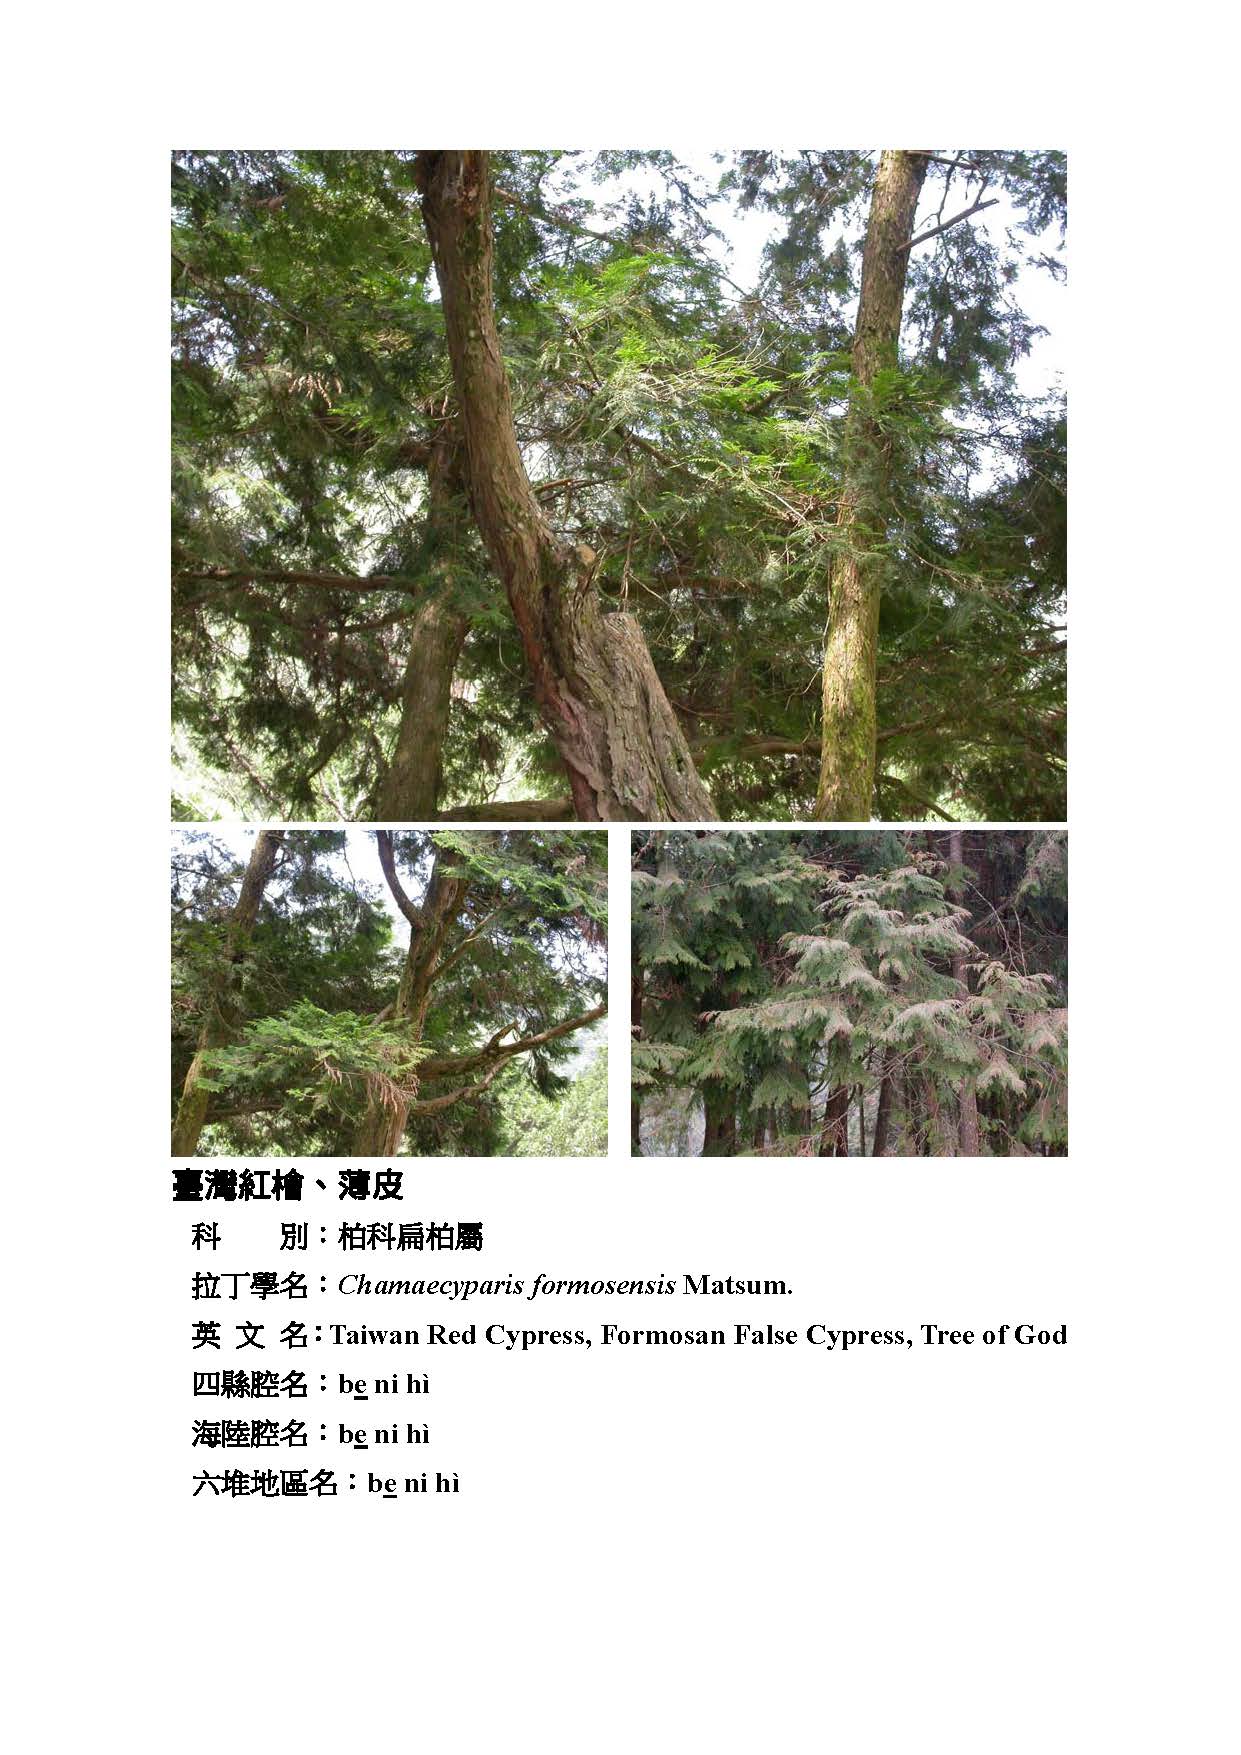 臺灣紅檜、薄皮
科　　別：柏科扁柏屬
拉丁學名：Chamaecyparis formosensis Matsum.
英 文 名：Taiwan Red Cypress, Formosan False Cypress, Tree of God
四縣腔名：be ni hì
海陸腔名：be ni hì
六堆地區名：be ni hì